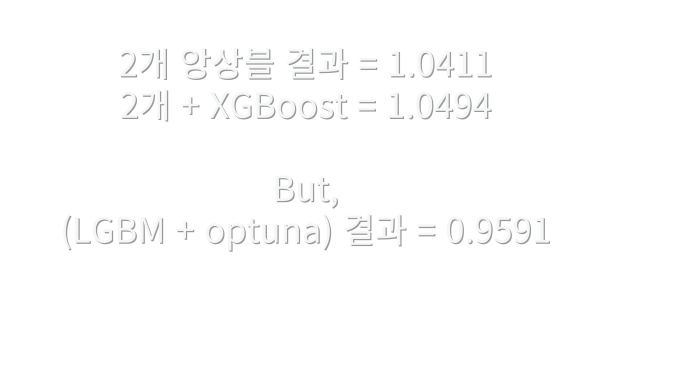 2개 앙상블 결과 = 1.0411
2개 + XGBoost = 1.0494
But,
(LGBM + optuna) 결과 = 0.9591